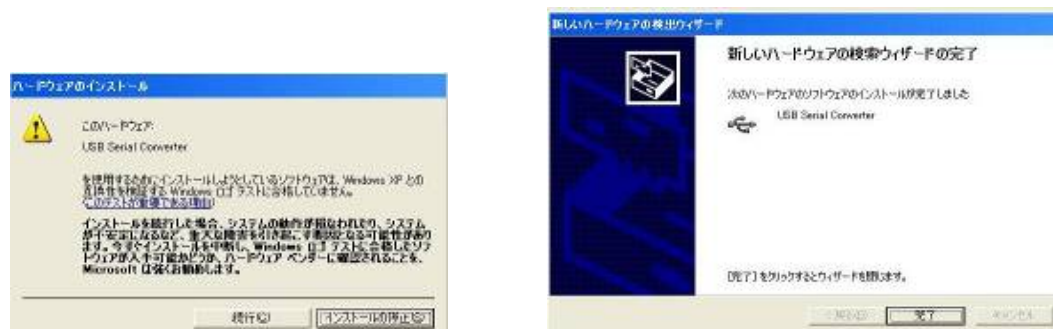 ハードウェアのインストール
このハードウェア:
USB Serial Converter
を使用するためにインストールしようとしているソフトウェアは、Windows XP との
互換性を検証する Windows ロゴ テストに合格していません。
(このテストが重要である理由)
インストールを続行した場合、システムの動作が損なわれたり、システム
が不安定になるなど、重大な障害を引き起こす要因となる可能性があり
ます。今すぐインストールを中断し、Windows ロゴ テストに合格したソフ
トウェアが入手可能かどうか、ハードウェア ベンダーに確認されることを、
Microsoft は強くお勧めします。
続行(C)
インストールの停止(S)
新しいハードウェアの検出ウィザード
新しいハードウェアの検索ウィザードの完了
次のハードウェアのソフトウェアのインストールが完了しました
USB Serial Converter
[完了] をクリックするとウィザードを閉じます。
< 戻る(B)
完了
キャンセル